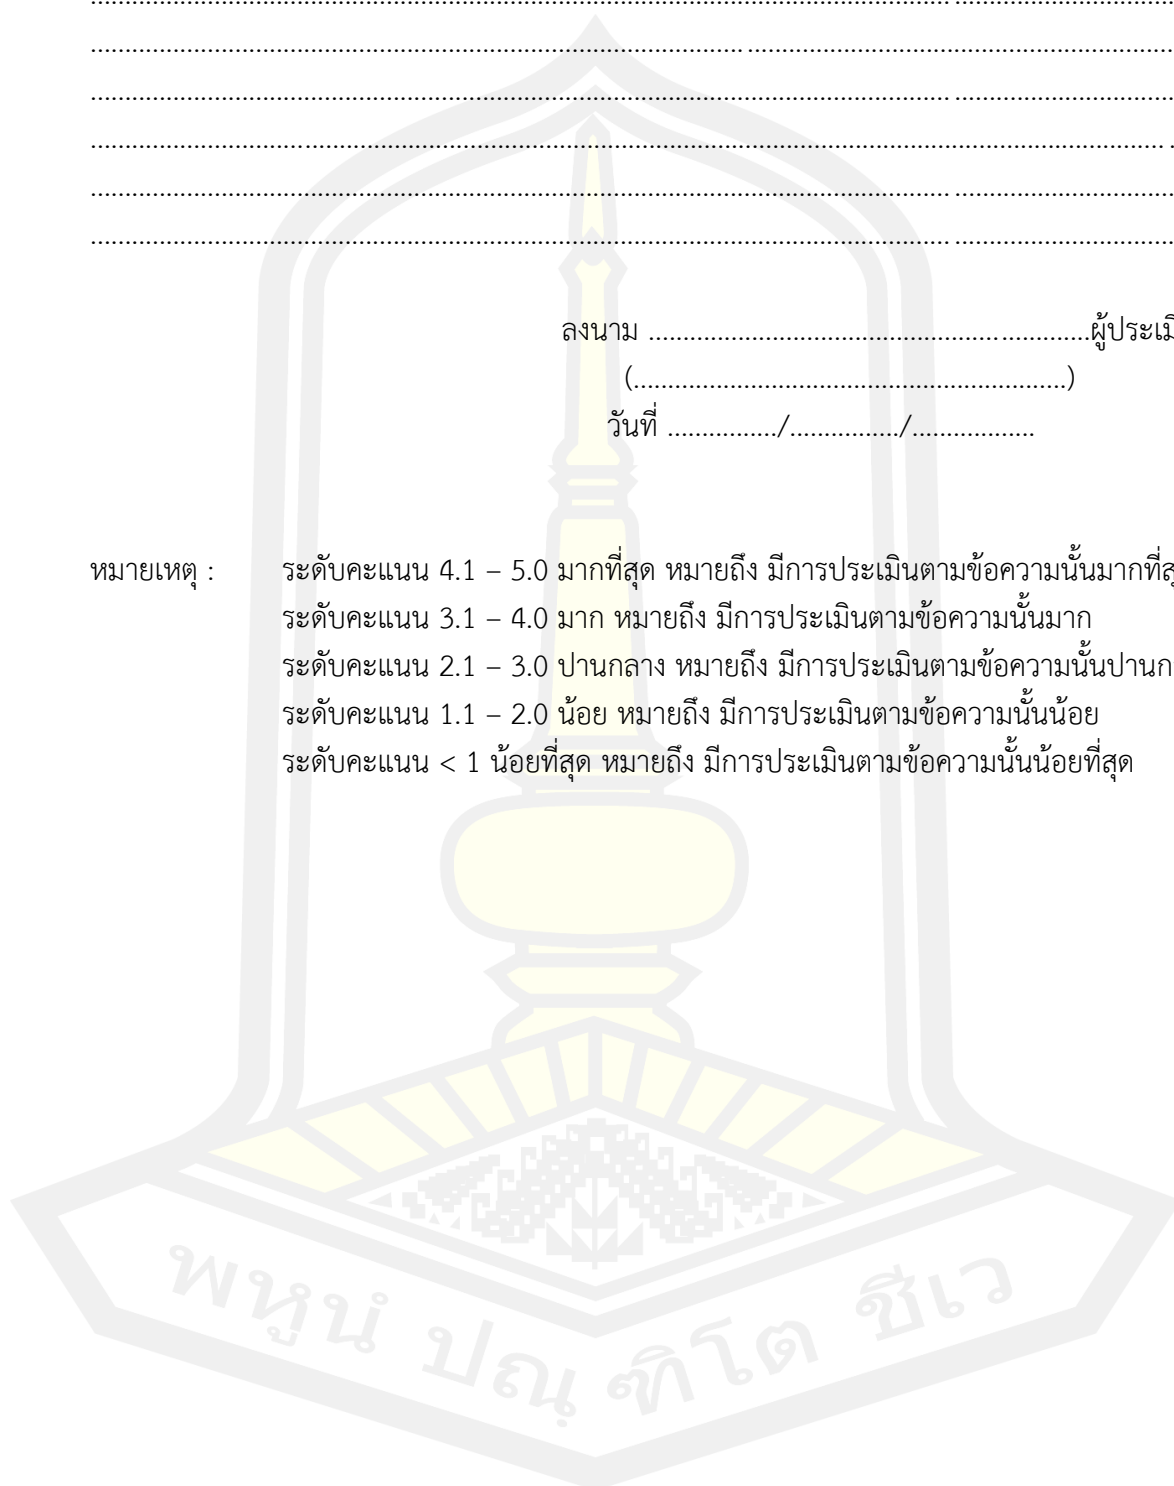 ........................................................................................................................
........................................................................................................................
........................................................................................................................
........................................................................................................................
........................................................................................................................
........................................................................................................................
ลงนาม ................................................................ผู้ประเมิ
(...............................................................)
วันที่ ................/................/..................
หมายเหตุ : ระดับคะแนน 4.1 – 5.0 มากที่สุด หมายถึง มีการประเมินตามข้อความนั้นมากที่สุ
ระดับคะแนน 3.1 – 4.0 มาก หมายถึง มีการประเมินตามข้อความนั้นมาก
ระดับคะแนน 2.1 – 3.0 ปานกลาง หมายถึง มีการประเมินตามข้อความนั้นปานก
ระดับคะแนน 1.1 – 2.0 น้อย หมายถึง มีการประเมินตามข้อความนั้นน้อย
ระดับคะแนน < 1 น้อยที่สุด หมายถึง มีการประเมินตามข้อความนั้นน้อยที่สุด
พหูนํ ปณฺฑิโต ชีเว